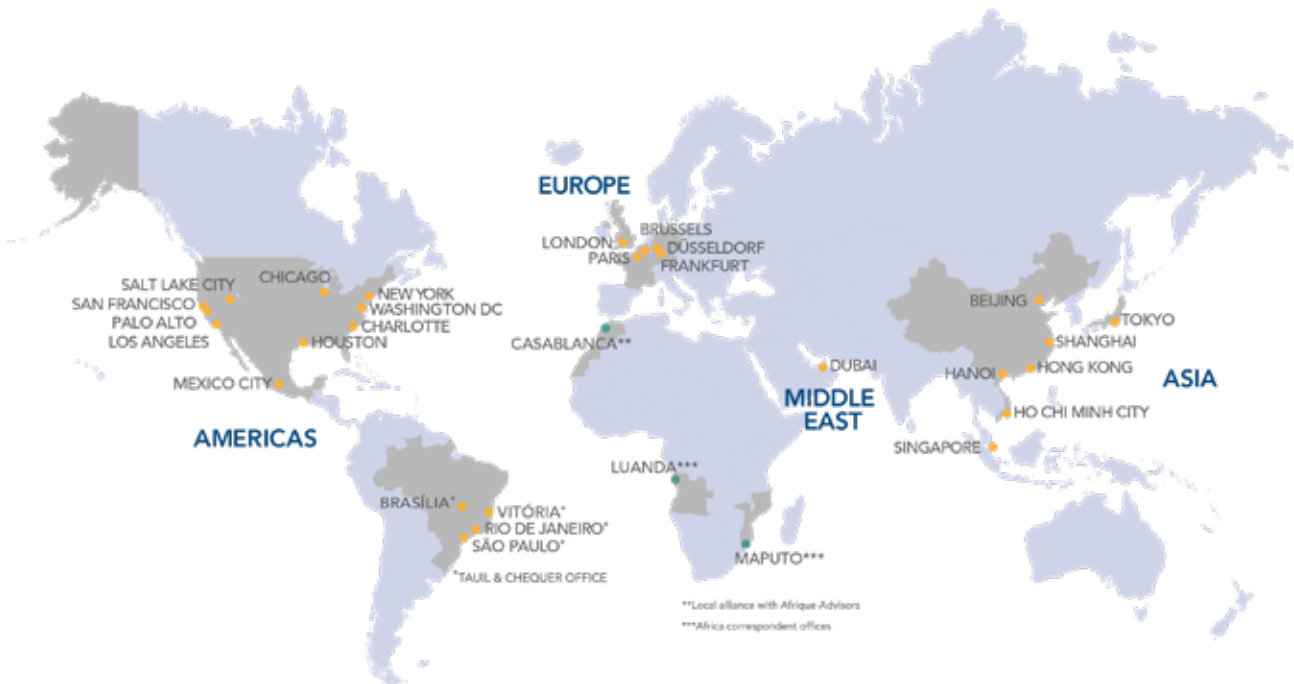 EUROPE
BRUSSELS
LONDON
DÜSSELDORF
PARIS
FRANKFURT
CHICAGO
SALT LAKE CITY
NEW YORK
SAN FRANCISCO
WASHINGTON DC
PALO ALTO
CHARLOTTE
LOS ANGELES
HOUSTON
MEXICO CITY
AMERICAS
CASABLANCA**
DUBAI
MIDDLE
EAST
BEIJING
TOKYO
SHANGHAI
HONG KONG
HANOI
ASIA
HO CHI MINH CITY
SINGAPORE
LUANDA***
BRASÍLIA*
VITÓRIA*
RIO DE JANEIRO*
SÃO PAULO*
MAPUTO***
*TAUIL & CHEQUER OFFICE
**Local alliance with Afrique Advisors
***Africa correspondent offices